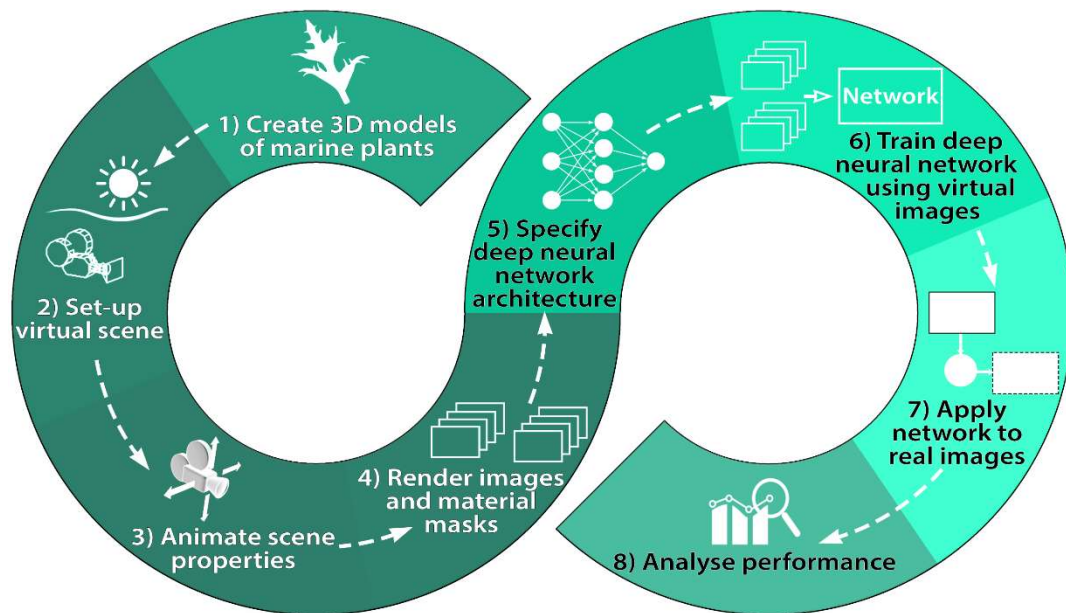 1) Create 3D models
of marine plants
2) Set-up
virtual scene
3) Animate scene
properties
4) Render images
and material
masks
5) Specify
deep neural
network
architecture
Network
6) Train deep
neural network
using virtual
images
7) Apply
network to
real images
8) Analyse performance